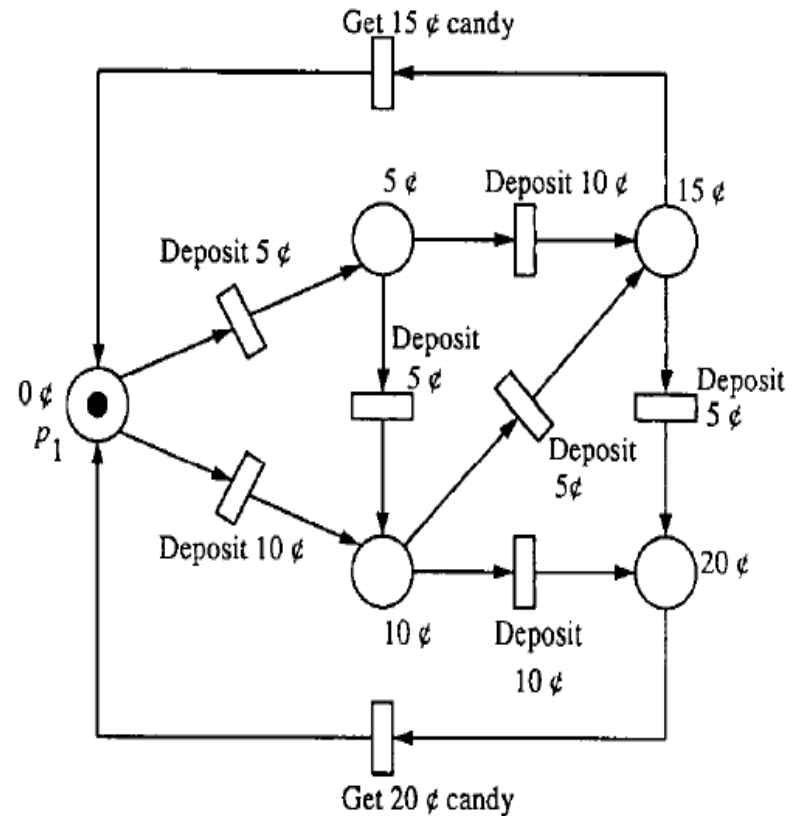 Get 15 ¢ candy
5 ¢
Deposit 10 ¢
15 ¢
Deposit 5 ¢
Deposit
5 ¢
0 ¢
p1
Deposit
5 ¢
Deposit
5¢
Deposit 10 ¢
20 ¢
10 ¢
Deposit
10 ¢
Get 20 ¢ candy